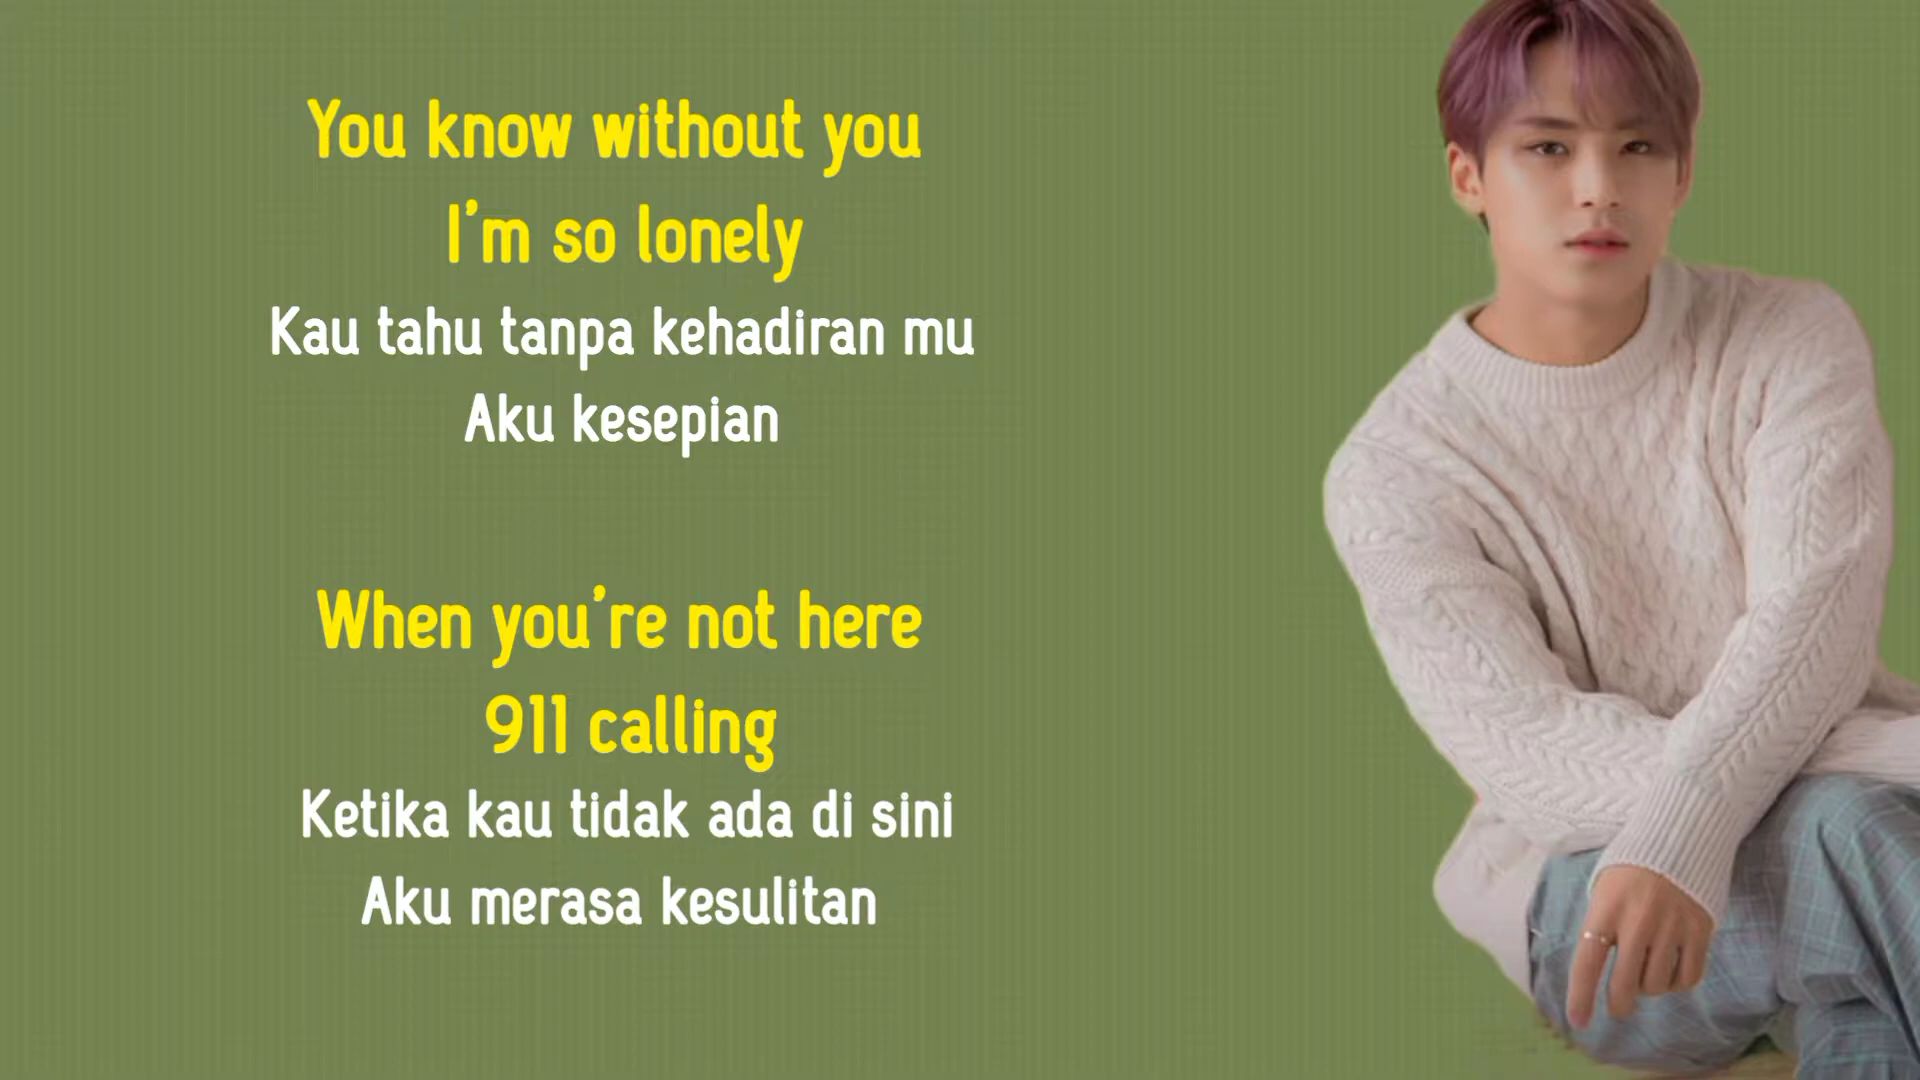 You know without you
I'm so lonely
Kau tahu tanpa kehadiran mu
Aku kesepian
When you're not here
911 calling
Ketika kau tidak ada di sini
Aku merasa kesulitan